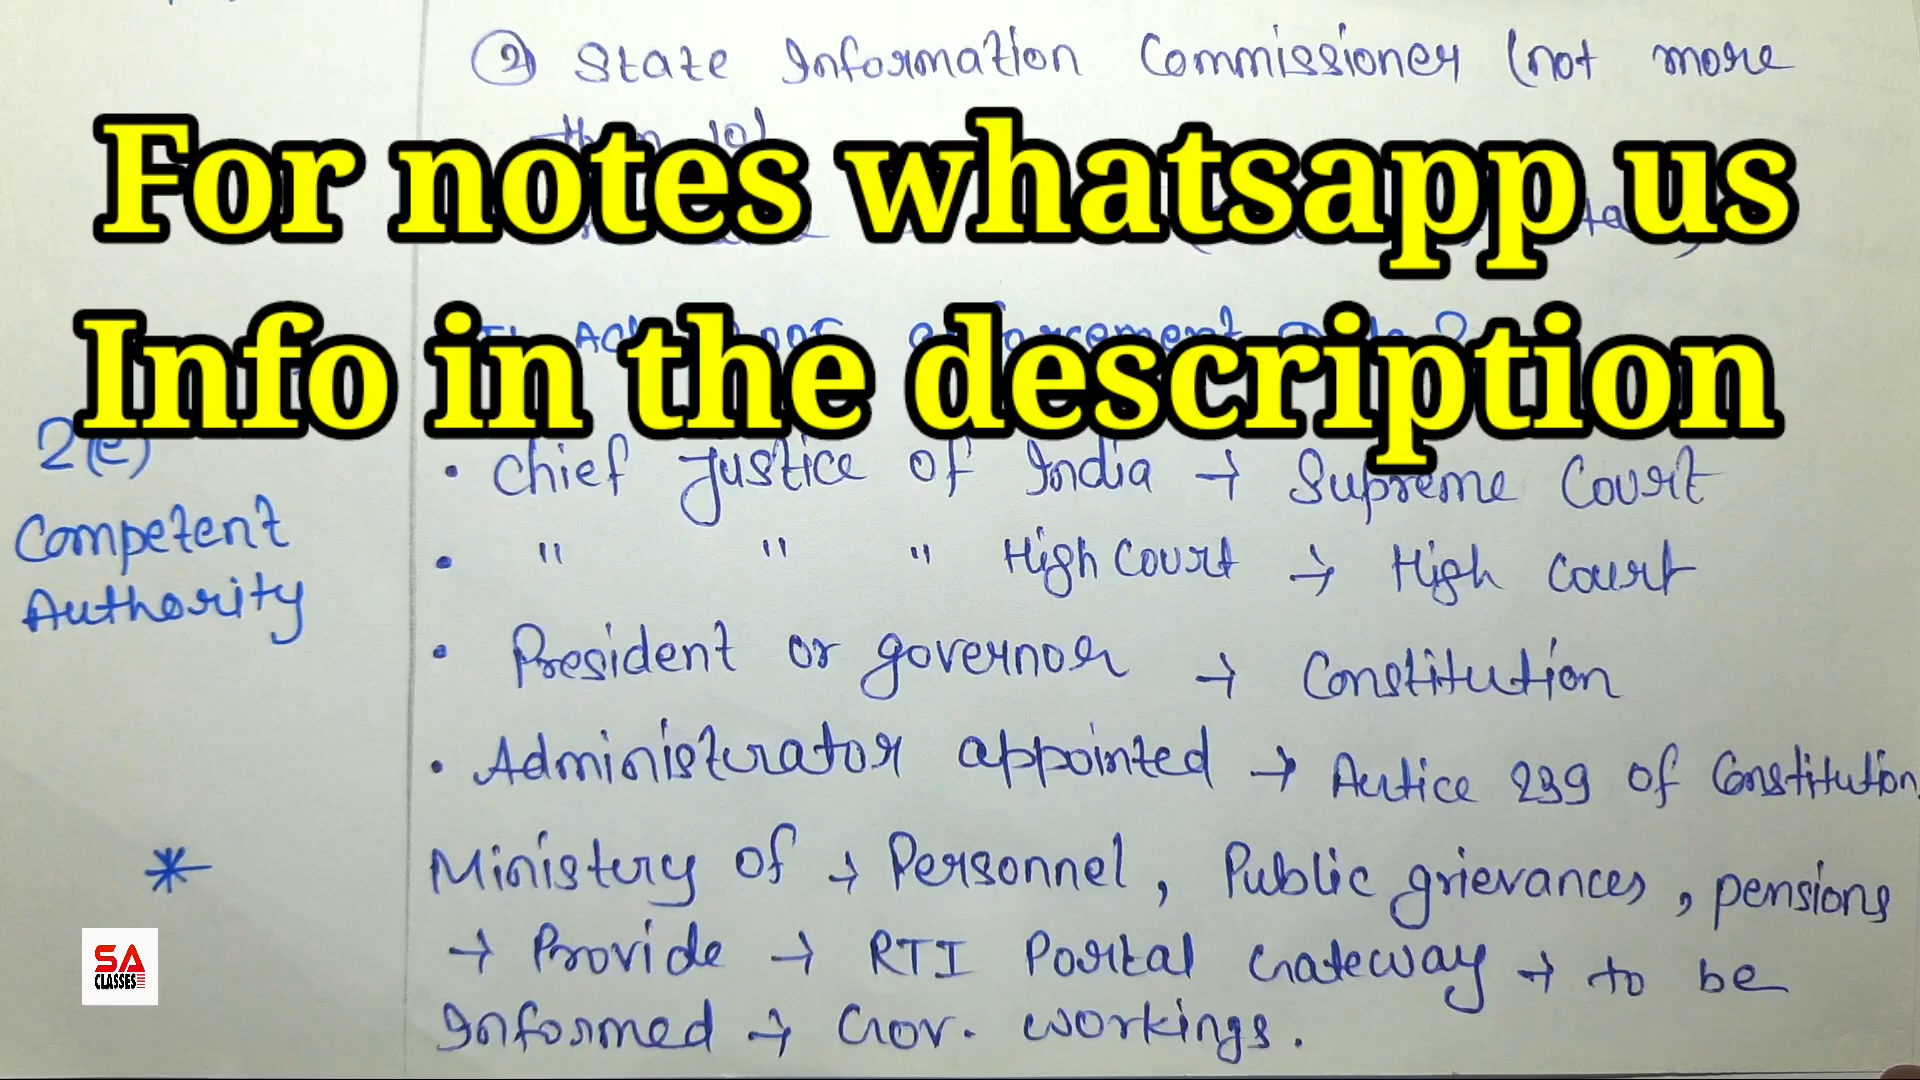 ② State Information Commissioner (not more
For notes whatsapp us
Info in the description
2(e)
Competent
Authority
• Chief Justice of India → Supreme Court
• " " " High Court → High Court
• President or governor → Constitution
• Administrator appointed → Artice 239 of Constitution.
* Ministery of → Personnel, Public grievances, pensions
→ Provide → RTI Portal Gateway → to be
Informed → Gov. workings.
SA
CLASSES